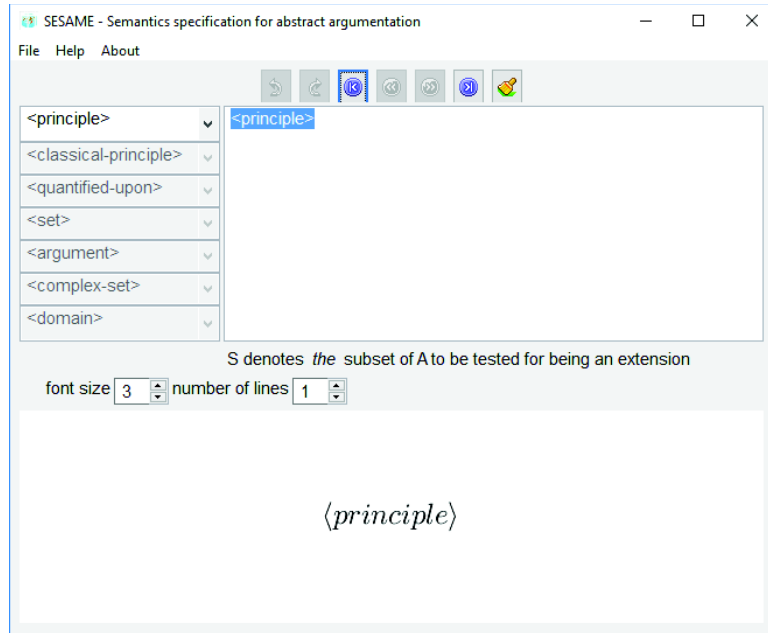 SESAME - Semantics specification for abstract argumentation
File Help About
<principle>
<principle>
<classical-principle>
<quantified-upon>
<set>
<argument>
<complex-set>
<domain>
S denotes the subset of A to be tested for being an extension
font size 3 number of lines 1
⟨principle⟩